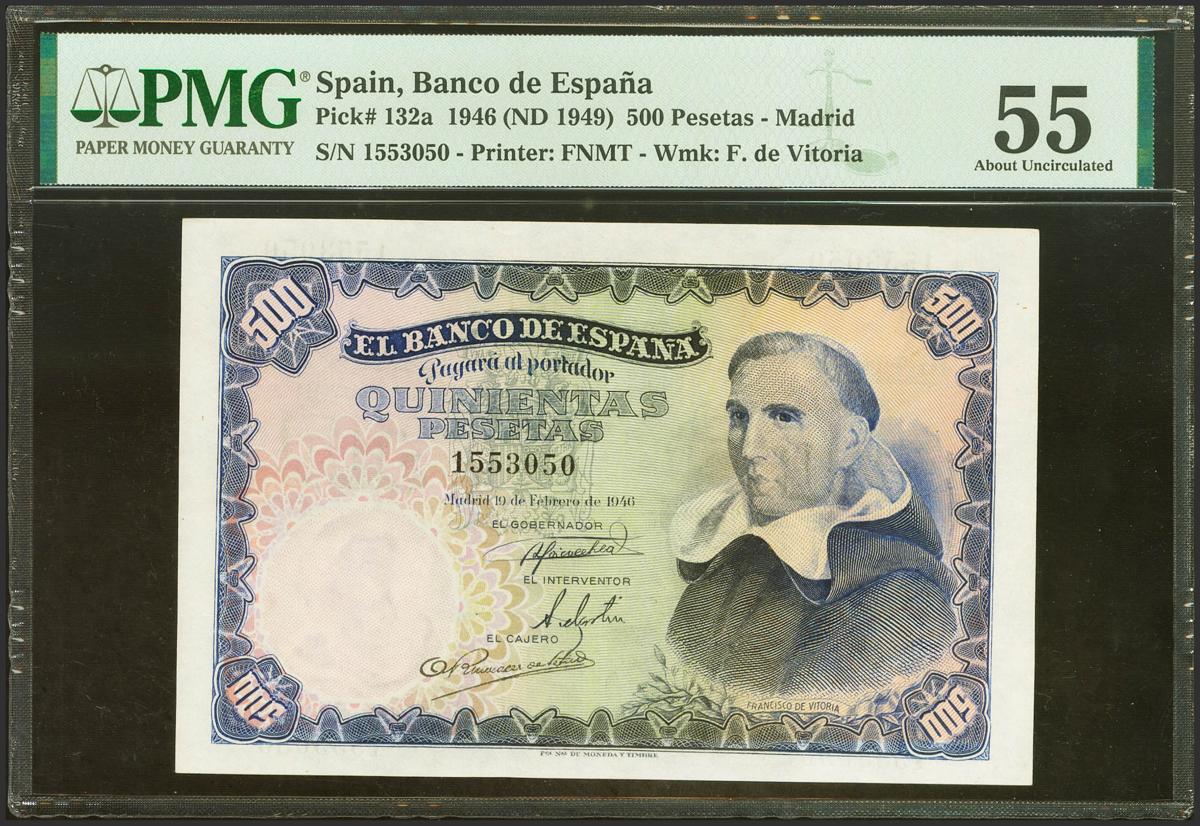 PMG®
PAPER MONEY GUARANTY
Spain, Banco de España
Pick# 132a 1946 (ND 1949) 500 Pesetas - Madrid
S/N 1553050 - Printer: FNMT - Wmk: F. de Vitoria
55
About Uncirculated
500
500
EL BANCO DE ESPAÑA
Pagará al portador
QUINIENTAS
PESETAS
1553050
Madrid 19 de Febrero de 1946
EL GOBERNADOR
EL INTERVENTOR
EL CAJERO
FRANCISCO DE VITORIA
500
500
Fca Nal DE MONEDA Y TIMBRE